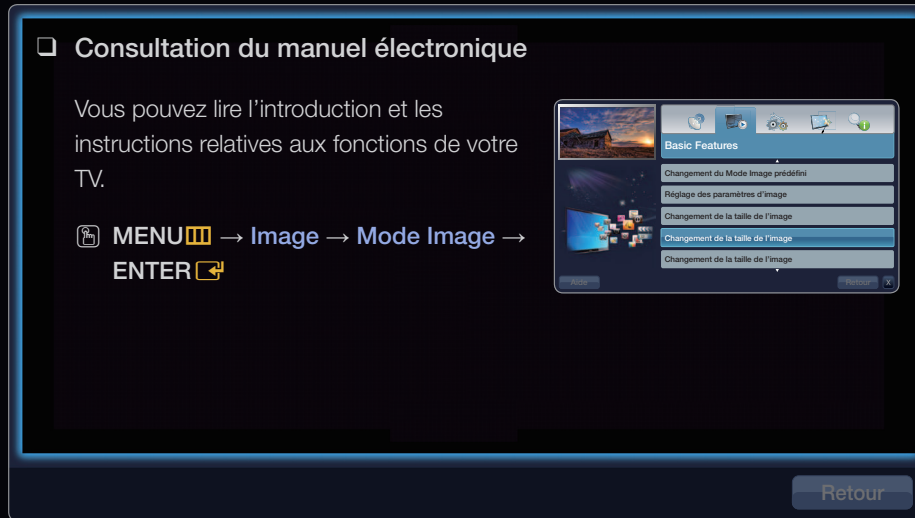 ❑ Consultation du manuel électronique
Vous pouvez lire l’introduction et les
instructions relatives aux fonctions de votre
TV.
MENU → Image → Mode Image →
ENTER
Basic Features
Changement du Mode Image prédéfini
Réglage des paramètres d’image
Changement de la taille de l’image
Changement de la taille de l’image
Changement de la taille de l’image
Aide
Retour X
Retour